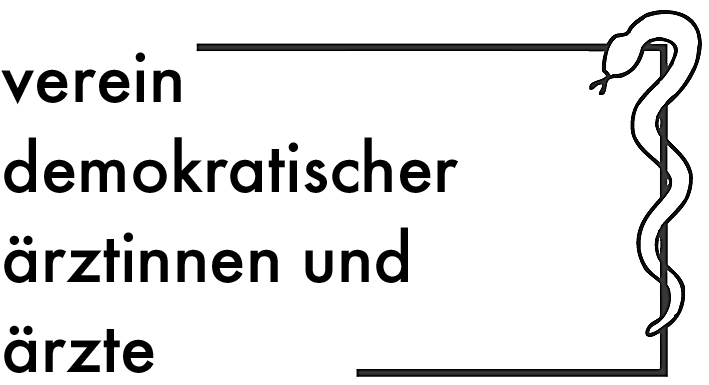 verein
demokratischer
ärztinnen und
ärzte